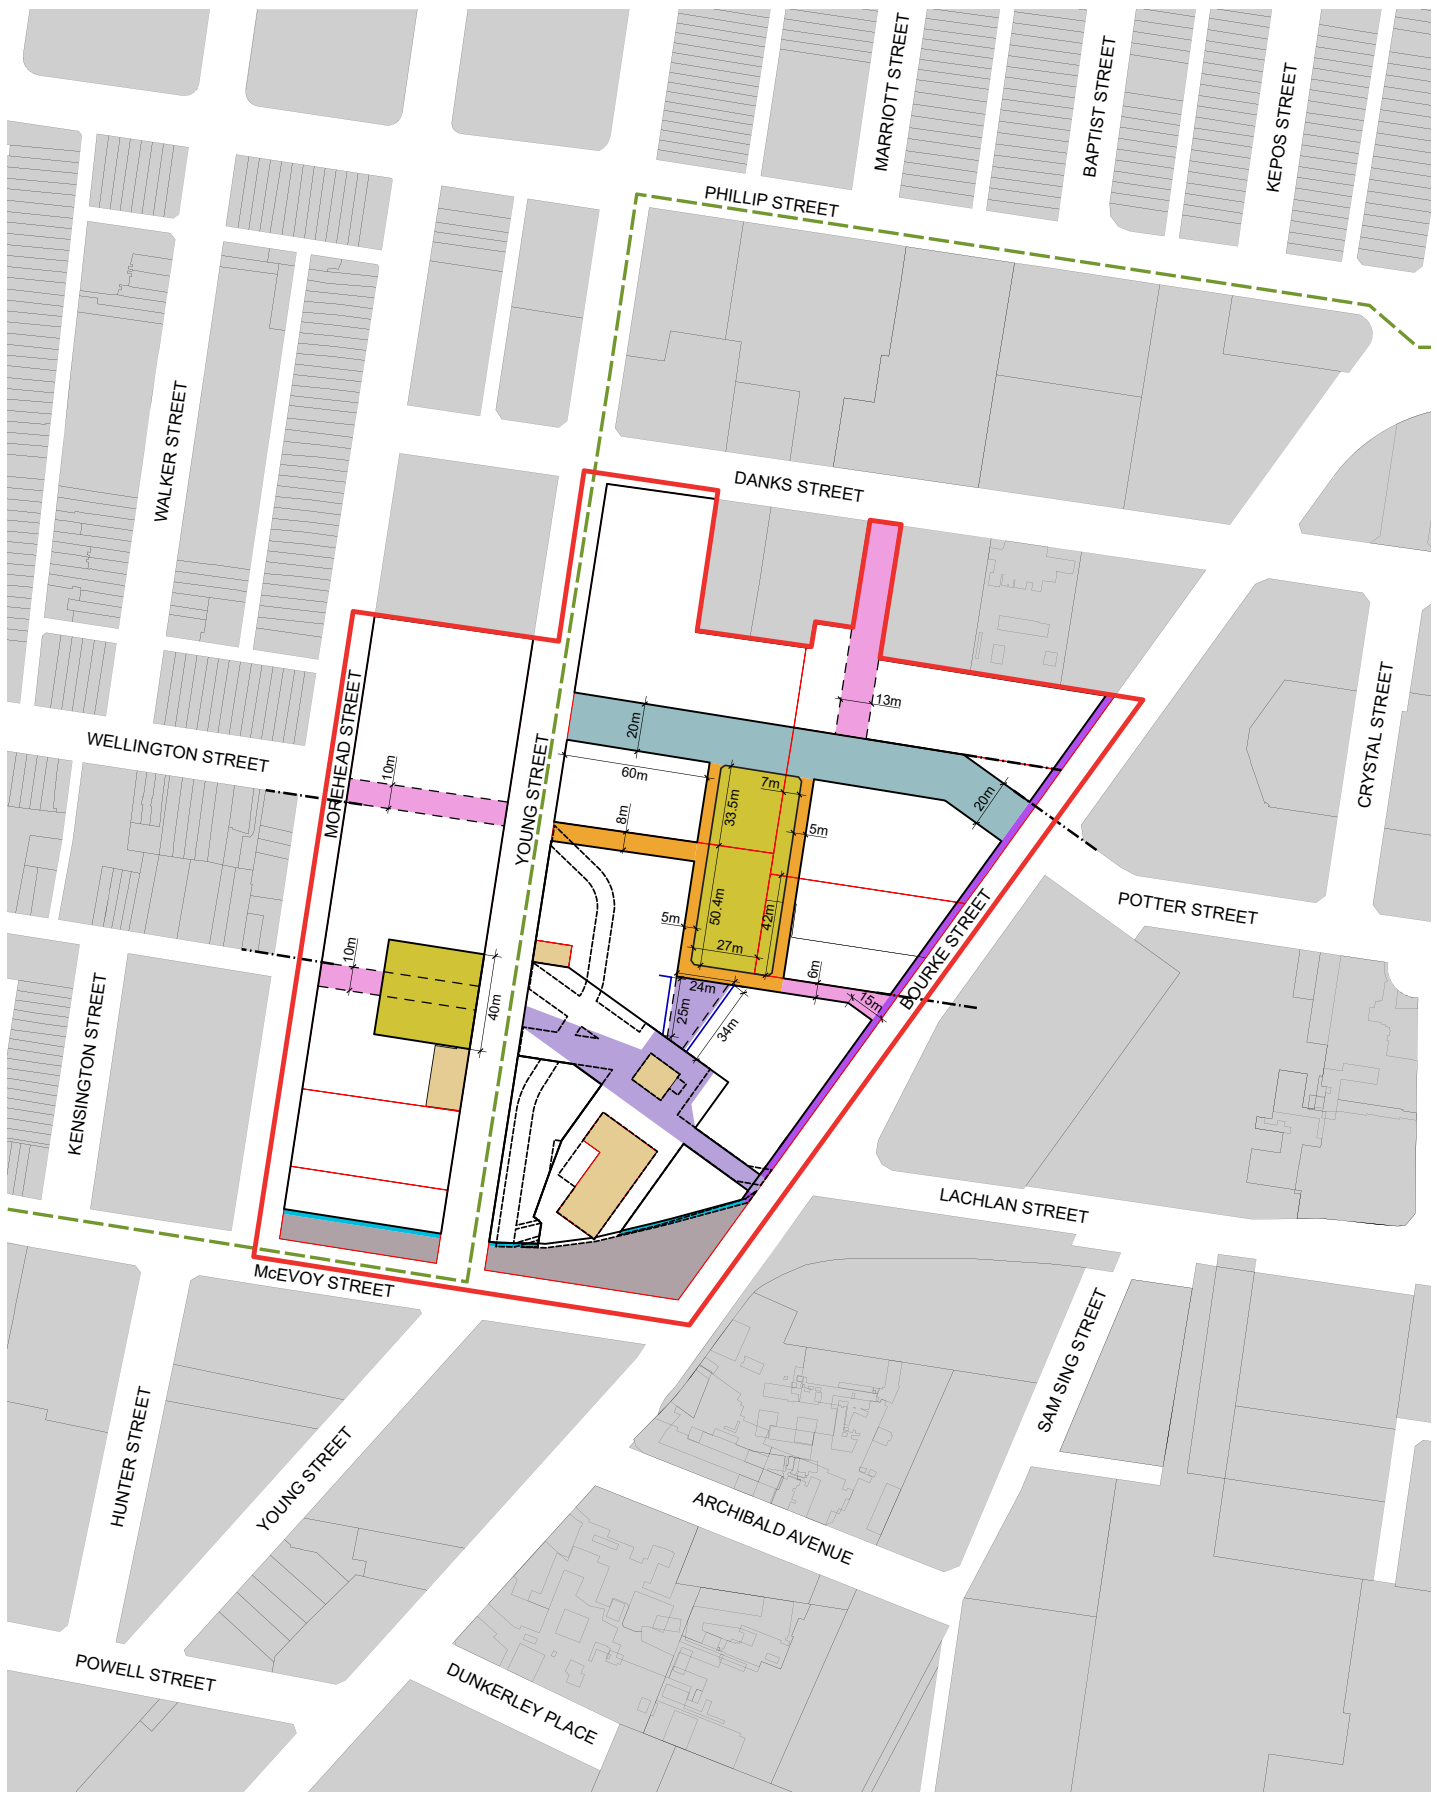 MARRIOTT STREET
BAPTIST STREET
KEPOS STREET
PHILLIP STREET
WALKER STREET
DANKS STREET
MOREHEAD STREET
WELLINGTON STREET
YOUNG STREET
CRYSTAL STREET
13m
20m
60m
10m
7m
33.5m
20m
8m
5m
50.4m
42m
5m
27m
POTTER STREET
BOURKE STREET
10m
40m
6m
15m
24m
25m
34m
KENSINGTON STREET
LACHLAN STREET
McEVOY STREET
SAM SING STREET
HUNTER STREET
YOUNG STREET
ARCHIBALD AVENUE
POWELL STREET
DUNKERLEY PLACE